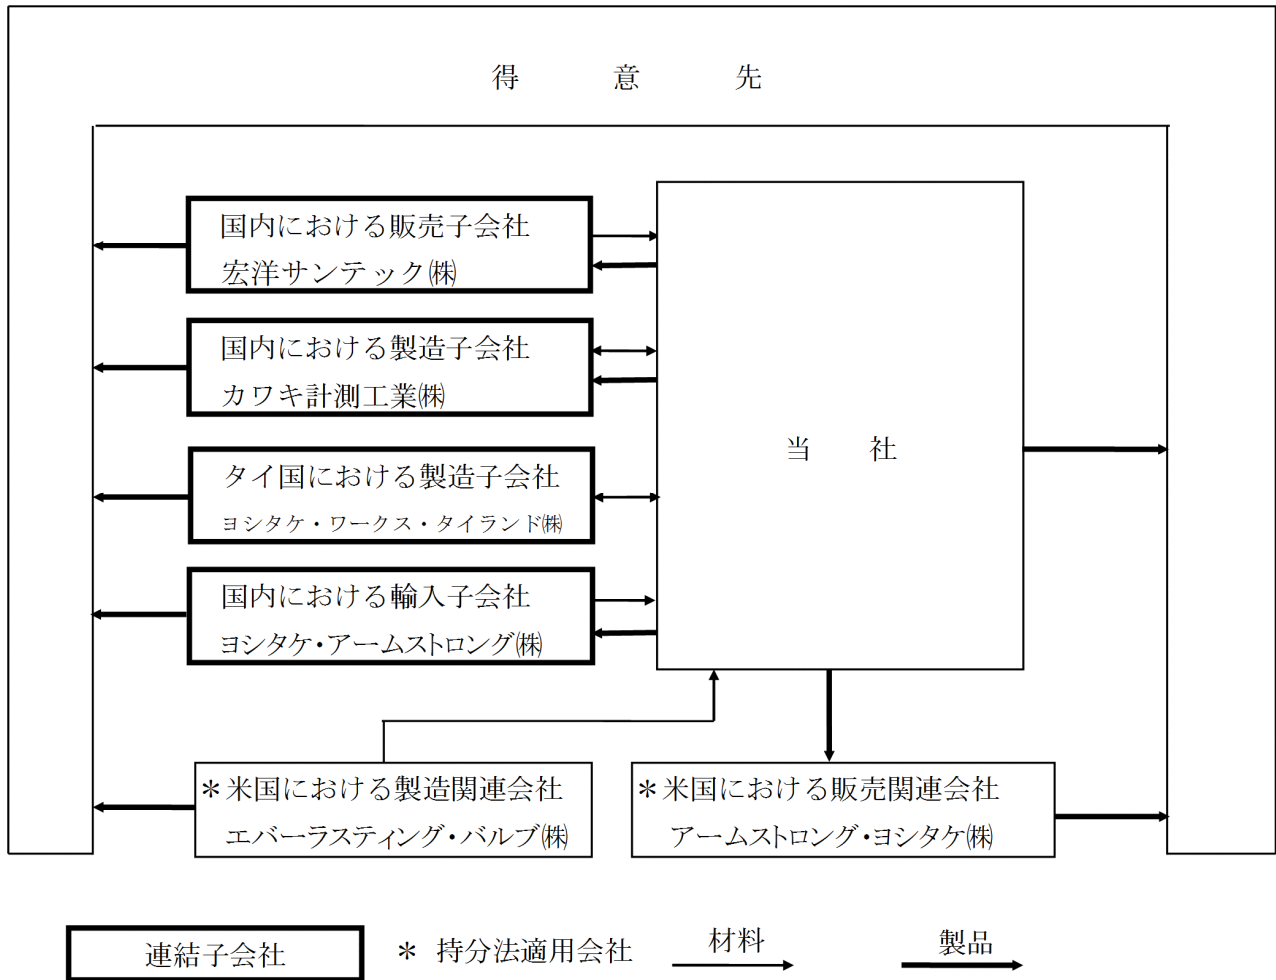 得意先
国内における販売子会社
宏洋サンテック㈱
国内における製造子会社
カワキ計測工業㈱
タイ国における製造子会社
ヨシタケ・ワークス・タイランド㈱
国内における輸入子会社
ヨシタケ・アームストロング㈱
当社
＊米国における製造関連会社
エバーラスティング・バルブ㈱
＊米国における販売関連会社
アームストロング・ヨシタケ㈱
連結子会社
＊ 持分法適用会社
材料
製品